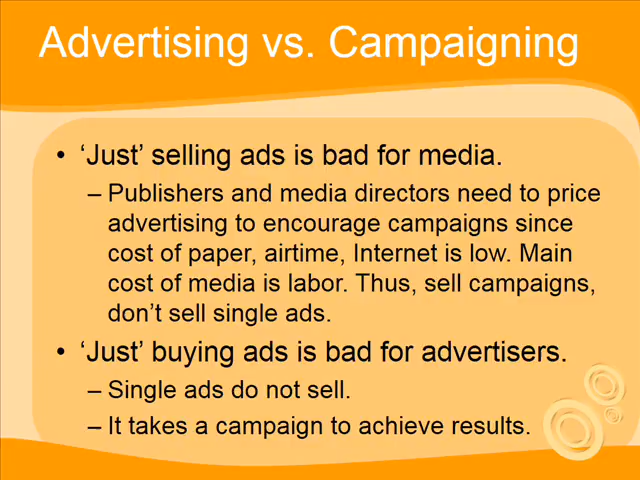 Advertising vs. Campaigning
• ‘Just’ selling ads is bad for media.
– Publishers and media directors need to price
advertising to encourage campaigns since
cost of paper, airtime, Internet is low. Main
cost of media is labor. Thus, sell campaigns,
don’t sell single ads.
• ‘Just’ buying ads is bad for advertisers.
– Single ads do not sell.
– It takes a campaign to achieve results.